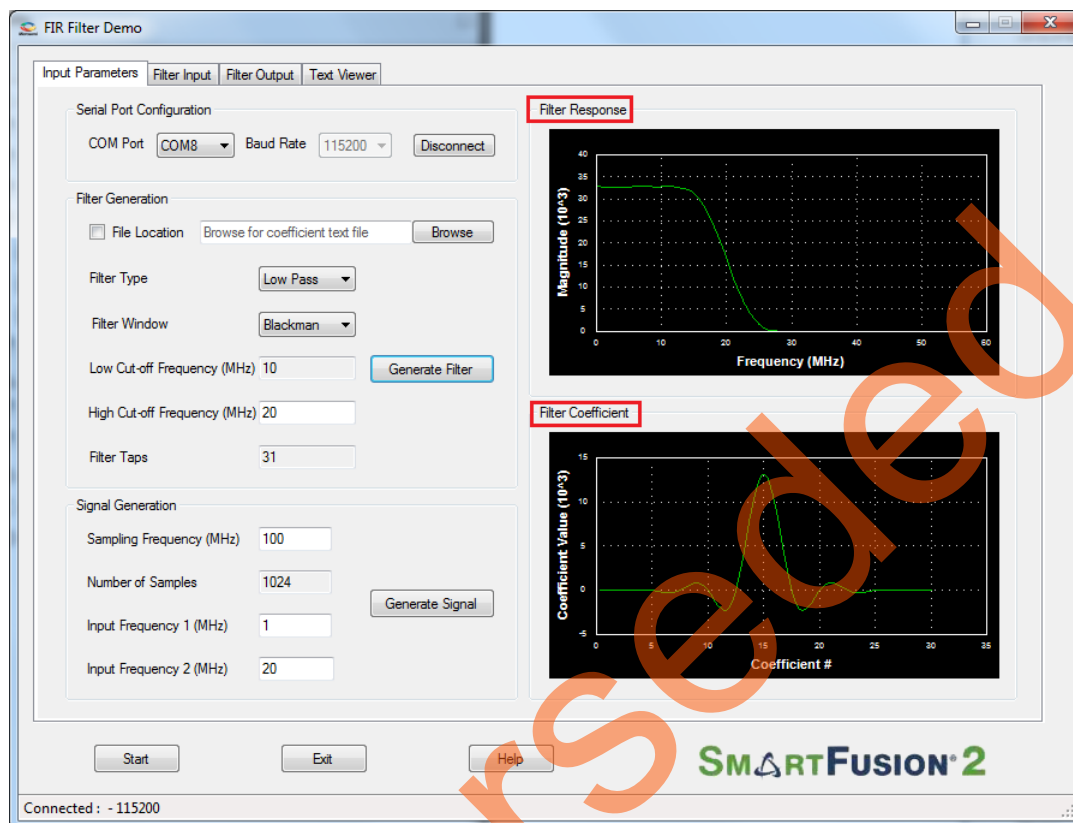 FIR Filter Demo
Input Parameters Filter Input Filter Output Text Viewer
Serial Port Configuration
COM Port COM8 Baud Rate 115200 Disconnect
Filter Generation
File Location Browse for coefficient text file Browse
Filter Type Low Pass
Filter Window Blackman
Low Cut-off Frequency (MHz) 10 Generate Filter
High Cut-off Frequency (MHz) 20
Filter Taps 31
Signal Generation
Sampling Frequency (MHz) 100
Number of Samples 1024
Generate Signal
Input Frequency 1 (MHz) 1
Input Frequency 2 (MHz) 20
Filter Response
Magnitude (10^3)
40
35
30
25
20
15
10
5
0
0 10 20 30 40 50 60
Frequency (MHz)
Filter Coefficient
Coefficient Value (10^3)
15
10
5
0
-5
0 5 10 15 20 25 30 35
Coefficient #
Start Exit Help
SMARTFUSION® 2
Connected : - 115200
rseded